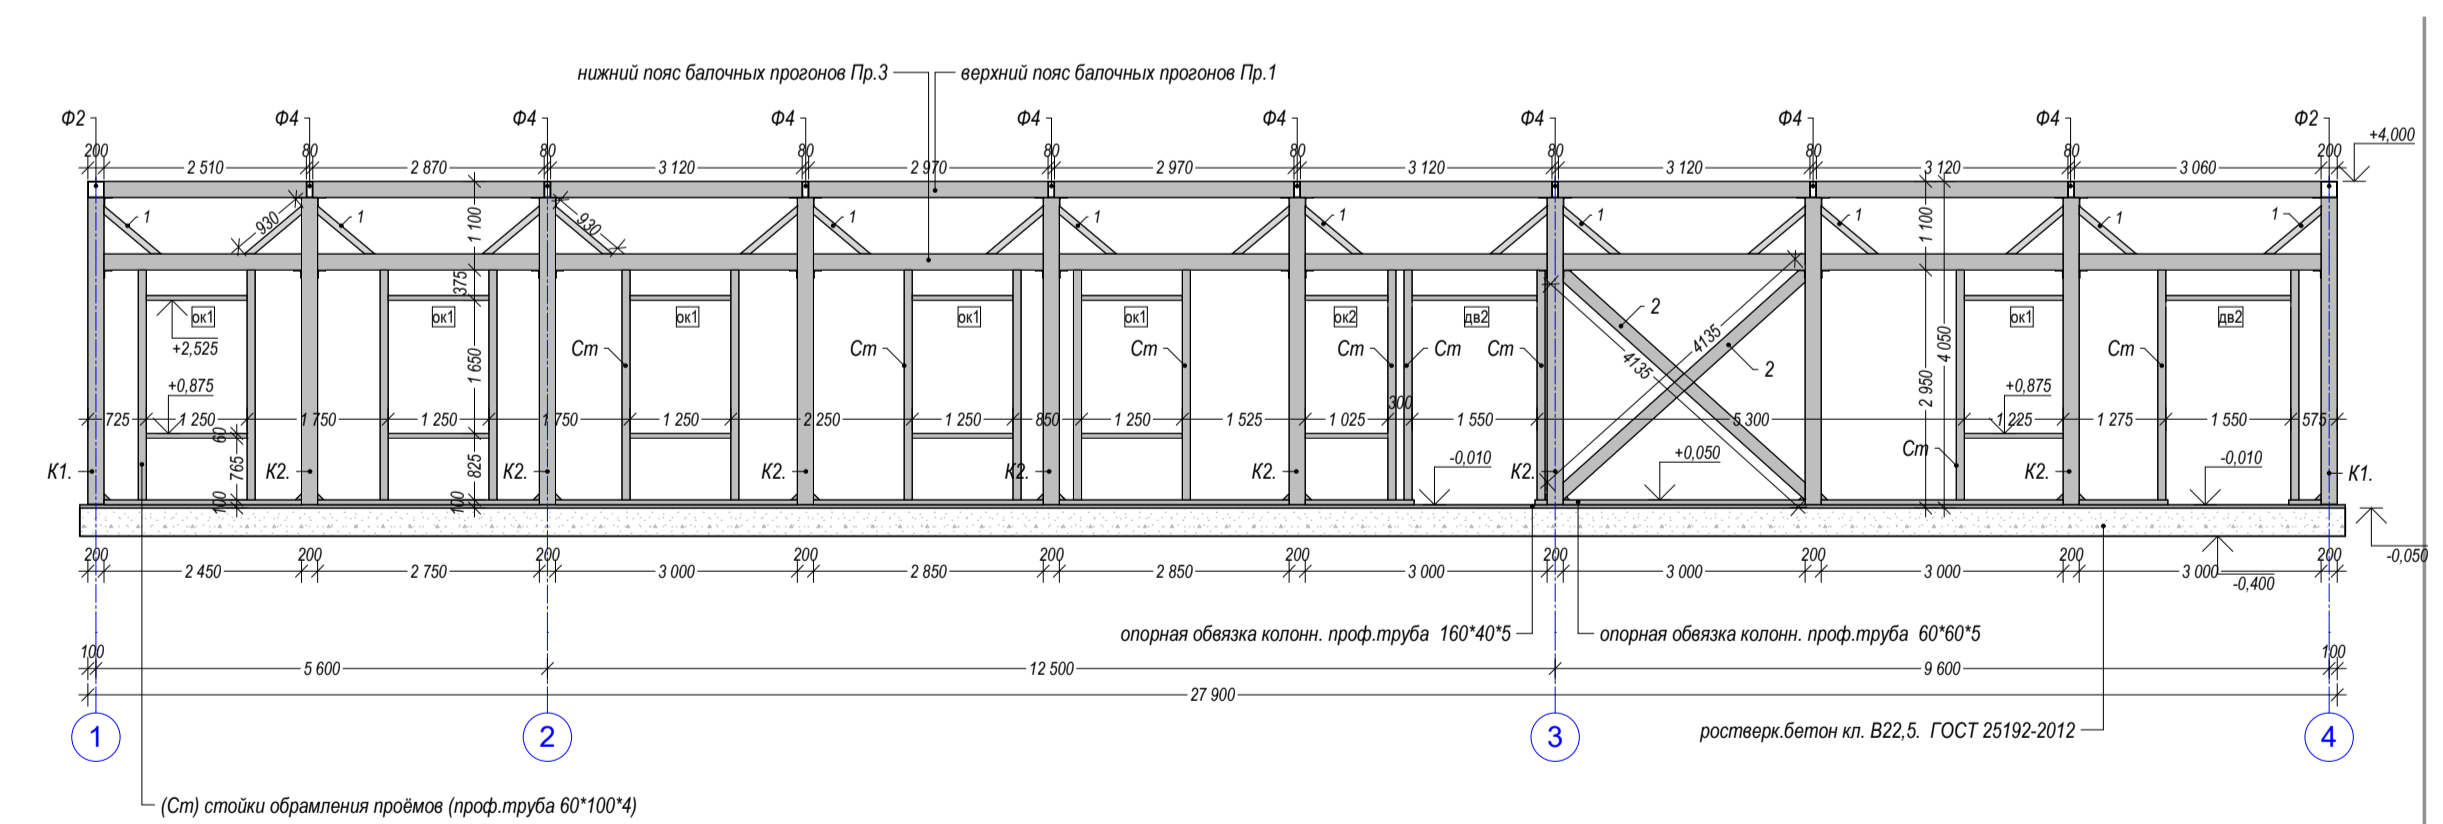 нижний пояс балочных прогонов Пр.3 верхний пояс балочных прогонов Пр.1
Ф2 Ф4 Ф4 Ф4 Ф4 Ф4 Ф4 Ф4 Ф4 Ф2
+4,000
200 80 80 80 80 80 80 80 80 200
2 510 2 870 3 120 2 970 2 970 3 120 3 120 3 120 3 060
1 930 1 1 100 930 1 1 1 1 1 1 100 1 1
375
ок1 ок1 ок1 ок1 ок1 ок2 дв2 2 ок1 дв2
+2,525 1 650 Ст Ст Ст Ст Ст Ст 4135 4135 4 050 Ст
+0,875 2 2 950 +0,875
300
725 1 250 1 750 1 250 1 750 1 250 2 250 1 250 850 1 250 1 525 1 025 1 550 5 300 1 225 1 275 1 550 575
60 Ст
765 825 -0,010 +0,050 -0,010
К1. К2. К2. К2. К2. К2. К2. К2. К1.
100 100
200 200 200 200 200 200 200 200 200 200 -0,050
2 450 2 750 3 000 2 850 2 850 3 000 3 000 3 000 3 000
-0,400
опорная обвязка колонн. проф.труба 160*40*5 опорная обвязка колонн. проф.труба 60*60*5
100 5 600 12 500 9 600 100
27 900
1 2 3 4
ростверк.бетон кл. В22,5. ГОСТ 25192-2012
(Ст) стойки обрамления проёмов (проф.труба 60*100*4)